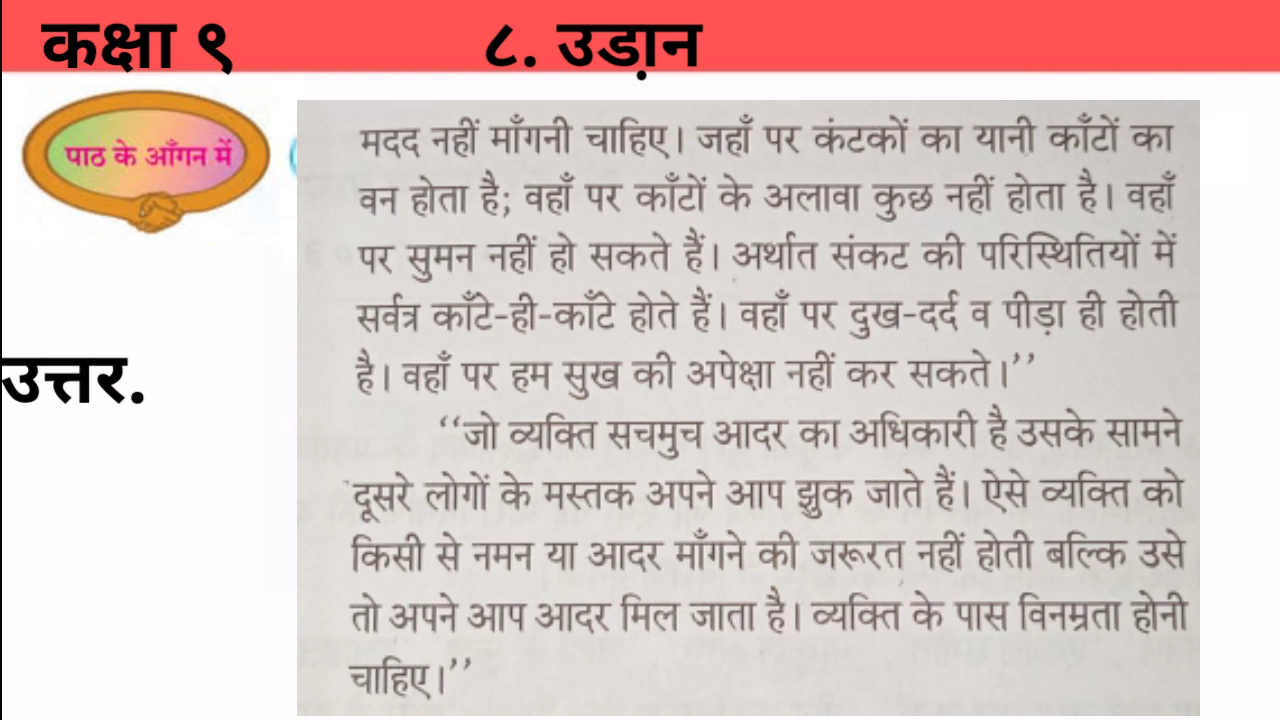 कक्षा ९
८. उड़ान
पाठ के आँगन में
मदद नहीं माँगनी चाहिए। जहाँ पर कंटकों का यानी काँटों का
वन होता है; वहाँ पर काँटों के अलावा कुछ नहीं होता है। वहाँ
पर सुमन नहीं हो सकते हैं। अर्थात संकट की परिस्थितियों में
सर्वत्र काँटे-ही-काँटे होते हैं। वहाँ पर दुख-दर्द व पीड़ा ही होती
है। वहाँ पर हम सुख की अपेक्षा नहीं कर सकते।’’
उत्तर.
‘‘जो व्यक्ति सचमुच आदर का अधिकारी है उसके सामने
दूसरे लोगों के मस्तक अपने आप झुक जाते हैं। ऐसे व्यक्ति को
किसी से नमन या आदर माँगने की जरूरत नहीं होती बल्कि उसे
तो अपने आप आदर मिल जाता है। व्यक्ति के पास विनम्रता होनी
चाहिए।’’